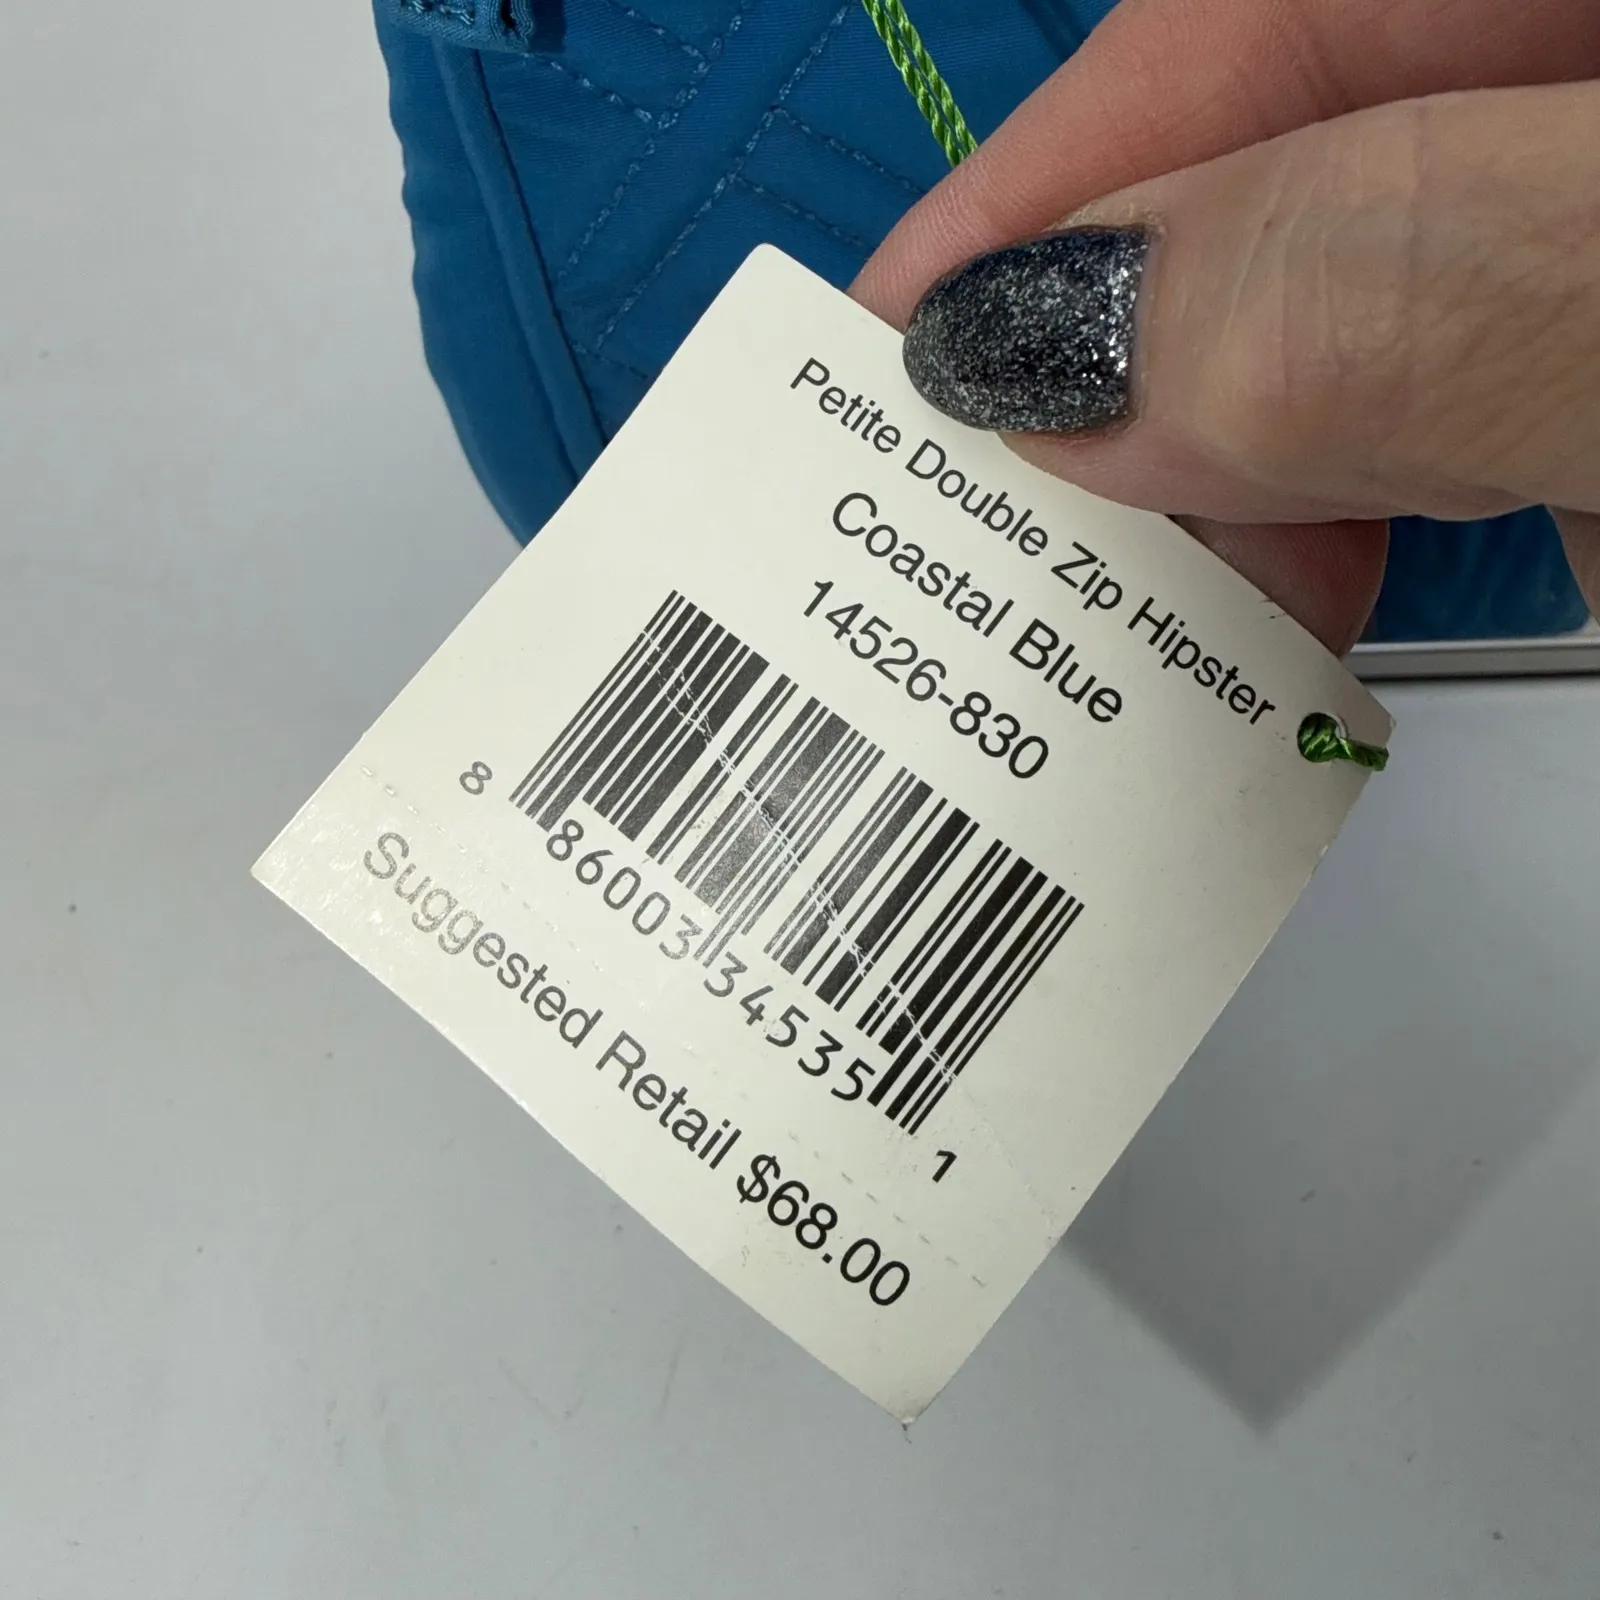 Petite Double Zip Hipster
Coastal Blue
14526-830
8 86003 34535 1
Suggested Retail $68.00